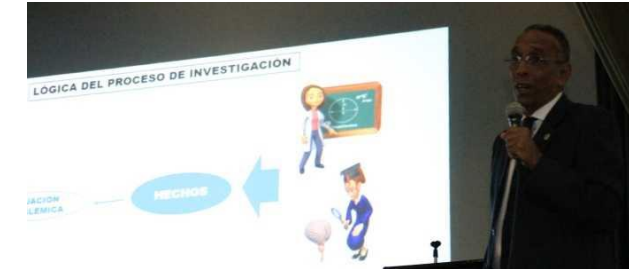 LÓGICA DEL PROCESO DE INVESTIGACIÓN
HECHOS